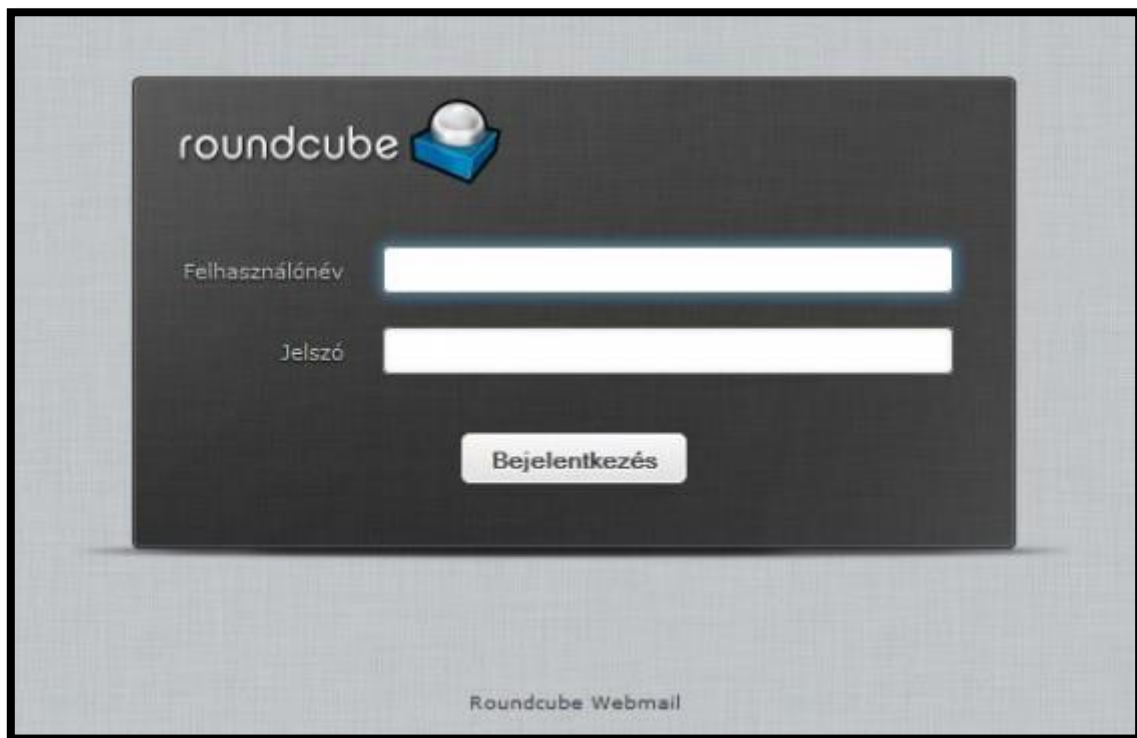 roundcube
Felhasználónév
Jelszó
Bejelentkezés
Roundcube Webmail